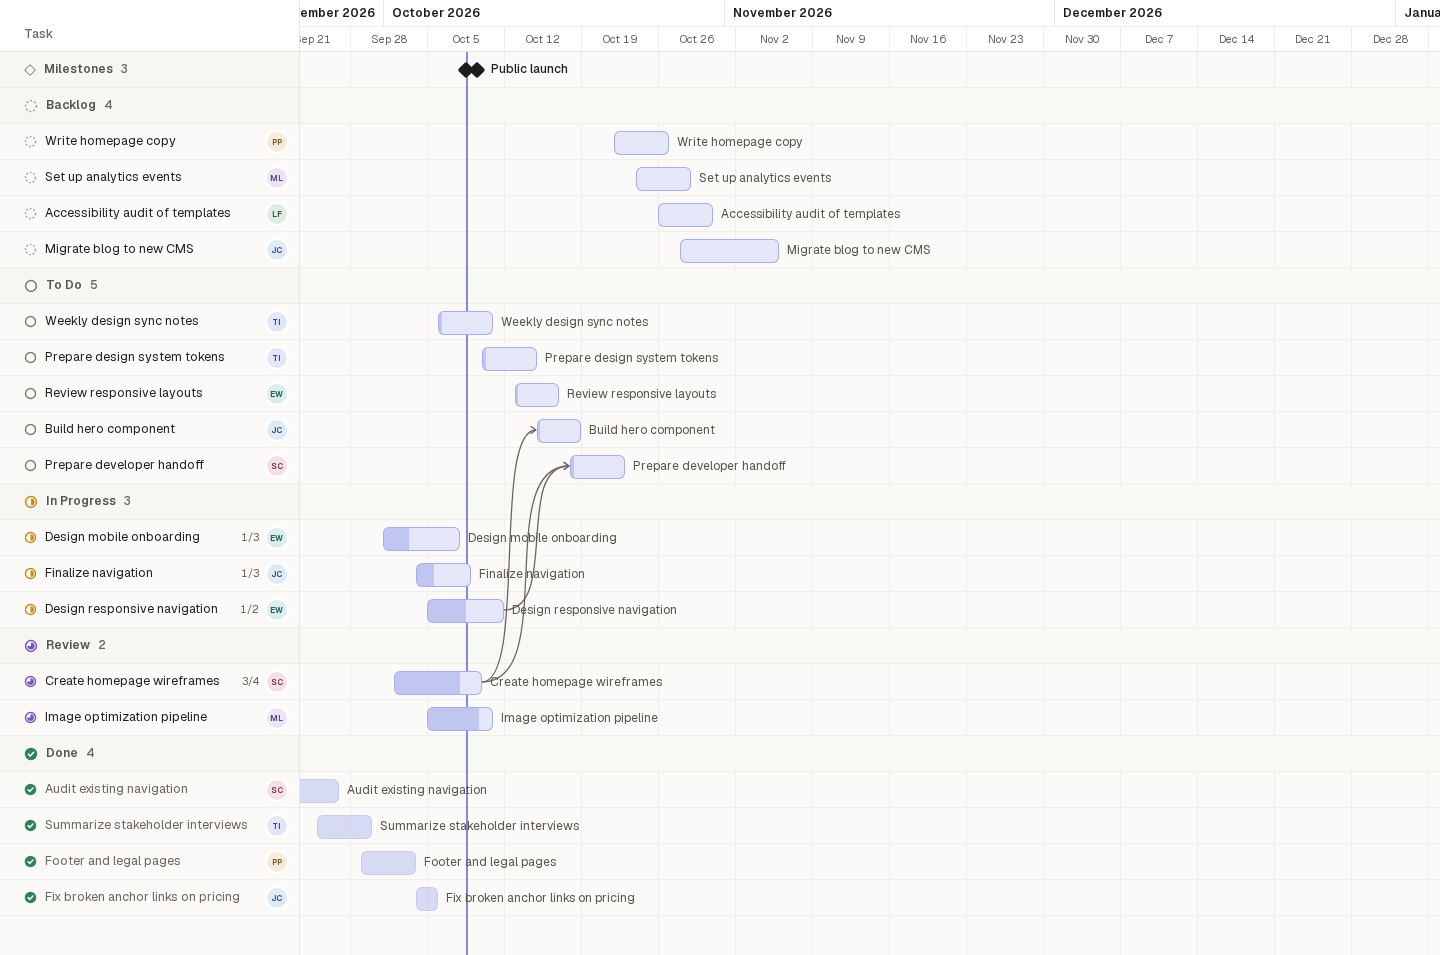 ember 2026 October 2026 November 2026 December 2026 Janua
Task
Sep 21 Sep 28 Oct 5 Oct 12 Oct 19 Oct 26 Nov 2 Nov 9 Nov 16 Nov 23 Nov 30 Dec 7 Dec 14 Dec 21 Dec 28
Milestones 3 Public launch
Backlog 4
Write homepage copy PP Write homepage copy
Set up analytics events ML Set up analytics events
Accessibility audit of templates LF Accessibility audit of templates
Migrate blog to new CMS JC Migrate blog to new CMS
To Do 5
Weekly design sync notes TI Weekly design sync notes
Prepare design system tokens TI Prepare design system tokens
Review responsive layouts EW Review responsive layouts
Build hero component JC Build hero component
Prepare developer handoff SC Prepare developer handoff
In Progress 3
Design mobile onboarding 1/3 EW Design mobile onboarding
Finalize navigation 1/3 JC Finalize navigation
Design responsive navigation 1/2 EW Design responsive navigation
Review 2
Create homepage wireframes 3/4 SC Create homepage wireframes
Image optimization pipeline ML Image optimization pipeline
Done 4
Audit existing navigation SC Audit existing navigation
Summarize stakeholder interviews TI Summarize stakeholder interviews
Footer and legal pages PP Footer and legal pages
Fix broken anchor links on pricing JC Fix broken anchor links on pricing